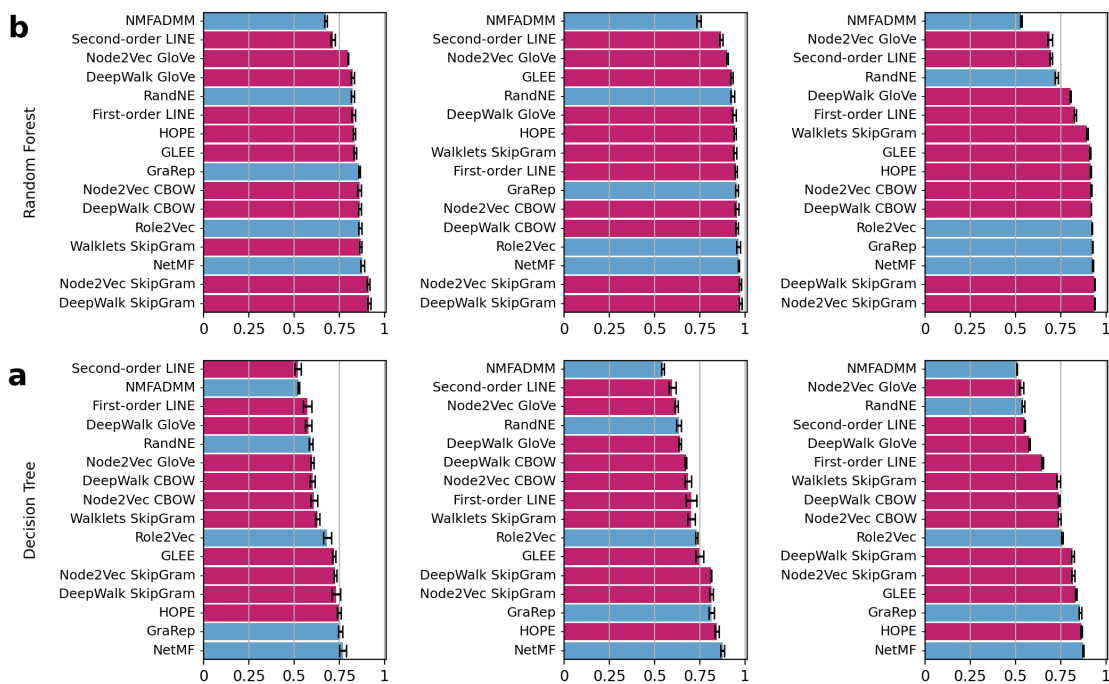 b
Random Forest
NMFADMM
Second-order LINE
Node2Vec GloVe
DeepWalk GloVe
RandNE
First-order LINE
HOPE
GLEE
GraRep
Node2Vec CBOW
DeepWalk CBOW
Role2Vec
Walklets SkipGram
NetMF
Node2Vec SkipGram
DeepWalk SkipGram
0 0.25 0.5 0.75 1
NMFADMM
Second-order LINE
Node2Vec GloVe
GLEE
RandNE
DeepWalk GloVe
HOPE
Walklets SkipGram
First-order LINE
GraRep
Node2Vec CBOW
DeepWalk CBOW
Role2Vec
NetMF
Node2Vec SkipGram
DeepWalk SkipGram
0 0.25 0.5 0.75 1
NMFADMM
Node2Vec GloVe
Second-order LINE
RandNE
DeepWalk GloVe
First-order LINE
Walklets SkipGram
GLEE
HOPE
Node2Vec CBOW
DeepWalk CBOW
Role2Vec
GraRep
NetMF
DeepWalk SkipGram
Node2Vec SkipGram
0 0.25 0.5 0.75 1
a
Decision Tree
Second-order LINE
NMFADMM
First-order LINE
DeepWalk GloVe
RandNE
Node2Vec GloVe
DeepWalk CBOW
Node2Vec CBOW
Walklets SkipGram
Role2Vec
GLEE
Node2Vec SkipGram
DeepWalk SkipGram
HOPE
GraRep
NetMF
0 0.25 0.5 0.75 1
NMFADMM
Second-order LINE
Node2Vec GloVe
RandNE
DeepWalk GloVe
DeepWalk CBOW
Node2Vec CBOW
First-order LINE
Walklets SkipGram
Role2Vec
GLEE
DeepWalk SkipGram
Node2Vec SkipGram
GraRep
HOPE
NetMF
0 0.25 0.5 0.75 1
NMFADMM
Node2Vec GloVe
RandNE
Second-order LINE
DeepWalk GloVe
First-order LINE
Walklets SkipGram
DeepWalk CBOW
Node2Vec CBOW
Role2Vec
DeepWalk SkipGram
Node2Vec SkipGram
GLEE
GraRep
HOPE
NetMF
0 0.25 0.5 0.75 1